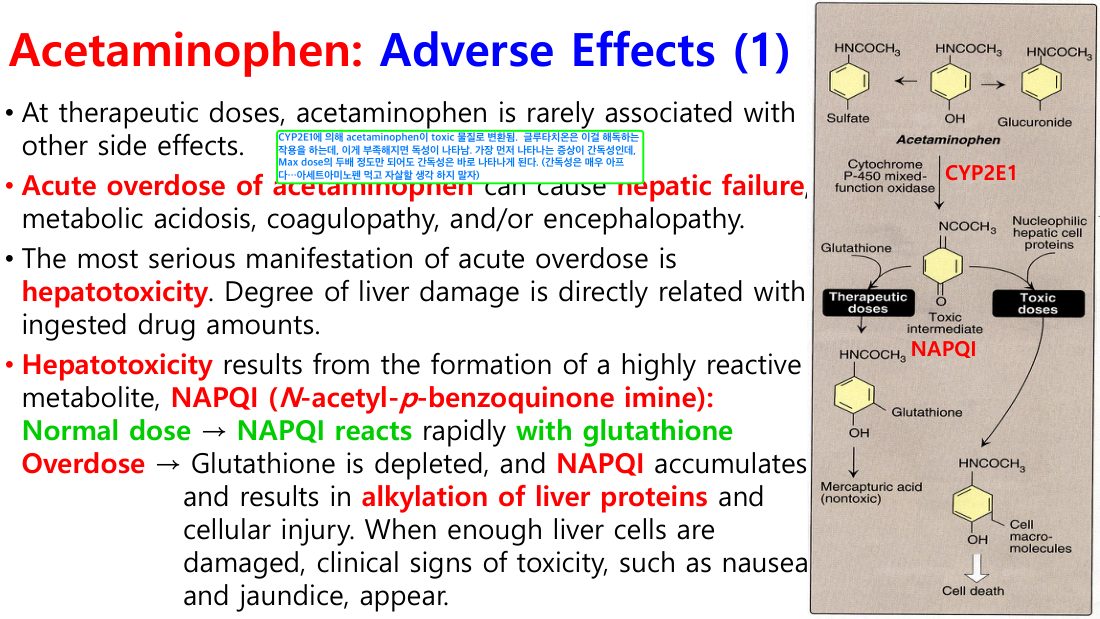 Acetaminophen: Adverse Effects (1)
• At therapeutic doses, acetaminophen is rarely associated with
other side effects.
CYP2E1에 의해 acetaminophen이 toxic 물질로 변환됨. 글루타치온은 이걸 해독하는
작용을 하는데, 이게 부족해지면 독성이 나타남. 가장 먼저 나타나는 증상이 간독성인데,
Max dose의 두배 정도만 되어도 간독성은 바로 나타나게 된다. (간독성은 매우 아프
다…아세트아미노펜 먹고 자살할 생각 하지 말자)
• Acute overdose of acetaminophen can cause hepatic failure,
metabolic acidosis, coagulopathy, and/or encephalopathy.
• The most serious manifestation of acute overdose is
hepatotoxicity. Degree of liver damage is directly related with
ingested drug amounts.
• Hepatotoxicity results from the formation of a highly reactive
metabolite, NAPQI (N-acetyl-p-benzoquinone imine):
Normal dose → NAPQI reacts rapidly with glutathione
Overdose → Glutathione is depleted, and NAPQI accumulates
and results in alkylation of liver proteins and
cellular injury. When enough liver cells are
damaged, clinical signs of toxicity, such as nausea
and jaundice, appear.
HNCOCH3
HNCOCH3
HNCOCH3
Sulfate
OH
Glucuronide
Acetaminophen
Cytochrome
P-450 mixed-
function oxidase
CYP2E1
NCOCH3
Nucleophilic
hepatic cell
proteins
Glutathione
O
Therapeutic
doses
Toxic
doses
Toxic
intermediate
NAPQI
HNCOCH3
Glutathione
OH
Mercapturic acid
(nontoxic)
HNCOCH3
Cell
macro-
molecules
OH
Cell death